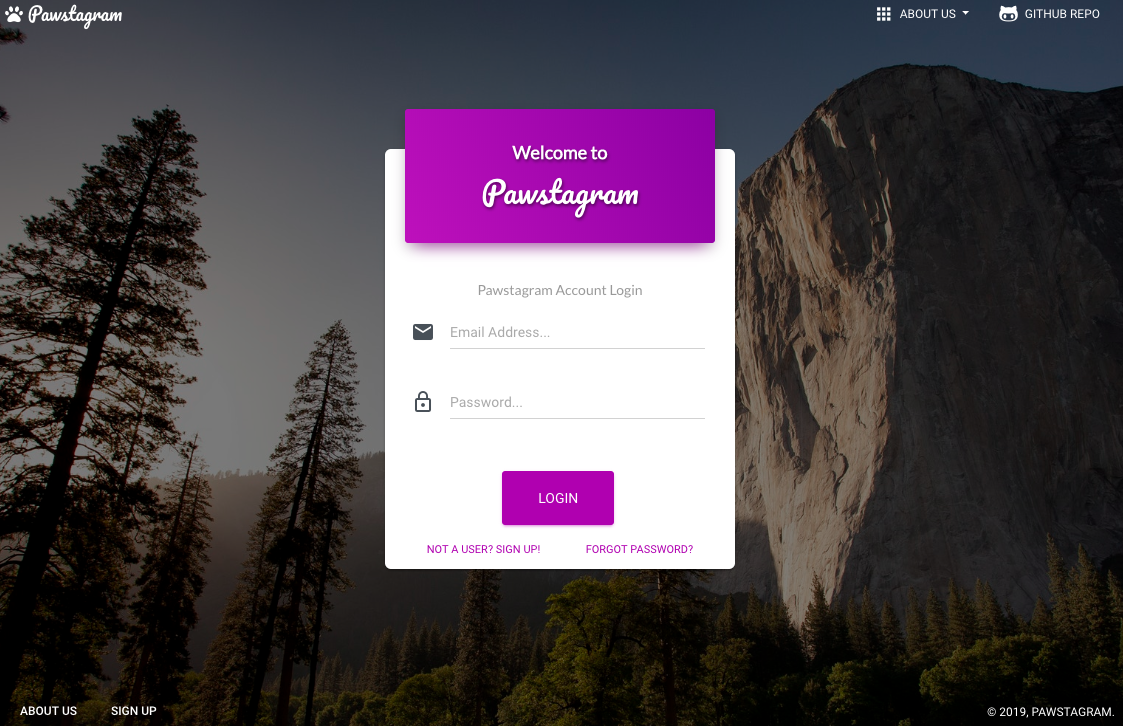 Pawstagram
ABOUT US
GITHUB REPO
Welcome to
Pawstagram
Pawstagram Account Login
Email Address...
Password...
LOGIN
NOT A USER? SIGN UP!
FORGOT PASSWORD?
ABOUT US
SIGN UP
© 2019, PAWSTAGRAM.